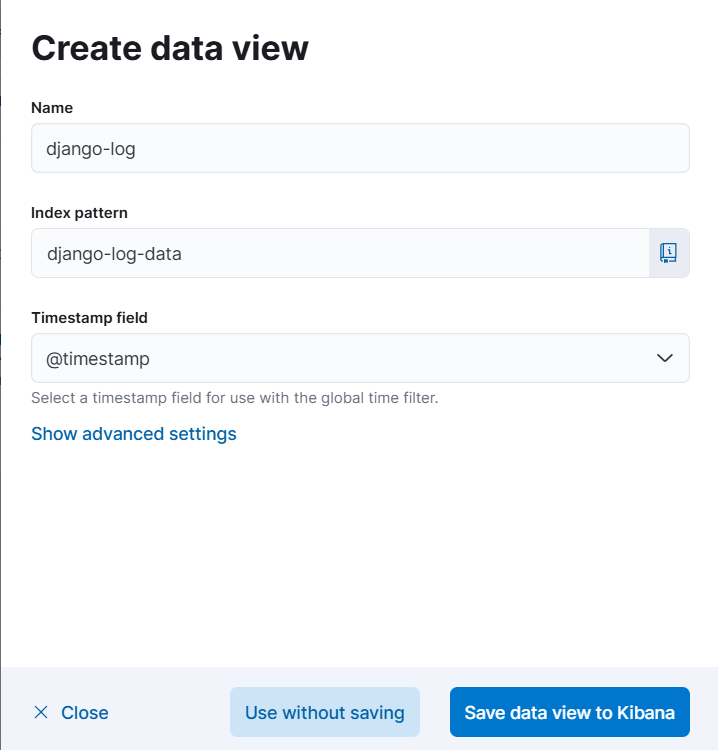 Create data view
Name
django-log
Index pattern
django-log-data
Timestamp field
@timestamp
Select a timestamp field for use with the global time filter.
Show advanced settings
Close
Use without saving
Save data view to Kibana